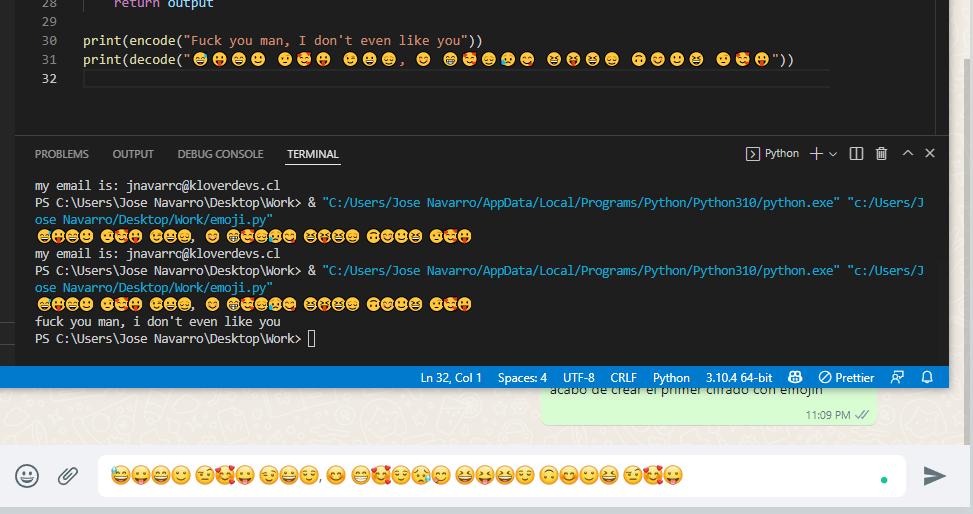 28 return output
29
30 print(encode("Fuck you man, I don't even like you"))
31 print(decode("😅😛😄🙂 🤨🥰😛 😏😀😌, 😊 😁🥰😌😥😋 😆😝😆😌 🙃😊🙂😆 🤨🥰😛"))
32
PROBLEMS OUTPUT DEBUG CONSOLE TERMINAL Python
my email is: jnavarro@kloverdevs.cl
PS C:\Users\Jose Navarro\Desktop\Work> & "C:/Users/Jose Navarro/AppData/Local/Programs/Python/Python310/python.exe" "c:/Users/J
ose Navarro/Desktop/Work/emoji.py"
😅😛😄🙂 🤨🥰😛 😏😀😌, 😊 😁🥰😌😥😋 😆😝😆😌 🙃😊🙂😆 🤨🥰😛
my email is: jnavarro@kloverdevs.cl
PS C:\Users\Jose Navarro\Desktop\Work> & "C:/Users/Jose Navarro/AppData/Local/Programs/Python/Python310/python.exe" "c:/Users/J
ose Navarro/Desktop/Work/emoji.py"
😅😛😄🙂 🤨🥰😛 😏😀😌, 😊 😁🥰😌😥😋 😆😝😆😌 🙃😊🙂😆 🤨🥰😛
fuck you man, i don't even like you
PS C:\Users\Jose Navarro\Desktop\Work>
Ln 32, Col 1 Spaces: 4 UTF-8 CRLF Python 3.10.4 64-bit Prettier
acabo de crear el primer cifrado con emojin
11:09 PM
😅😛😄🙂 🤨🥰😛 😏😄😌, 😊 😁🥰😌😥😋 😆😝😆😌 🙃😊🙂😆 🤨🥰😛